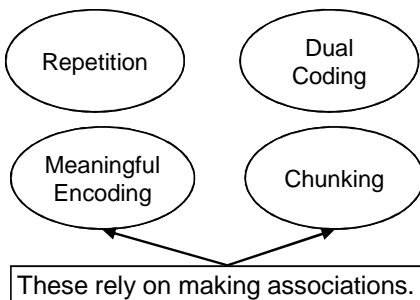 Repetition
Dual
Coding
Meaningful
Encoding
Chunking
These rely on making associations.